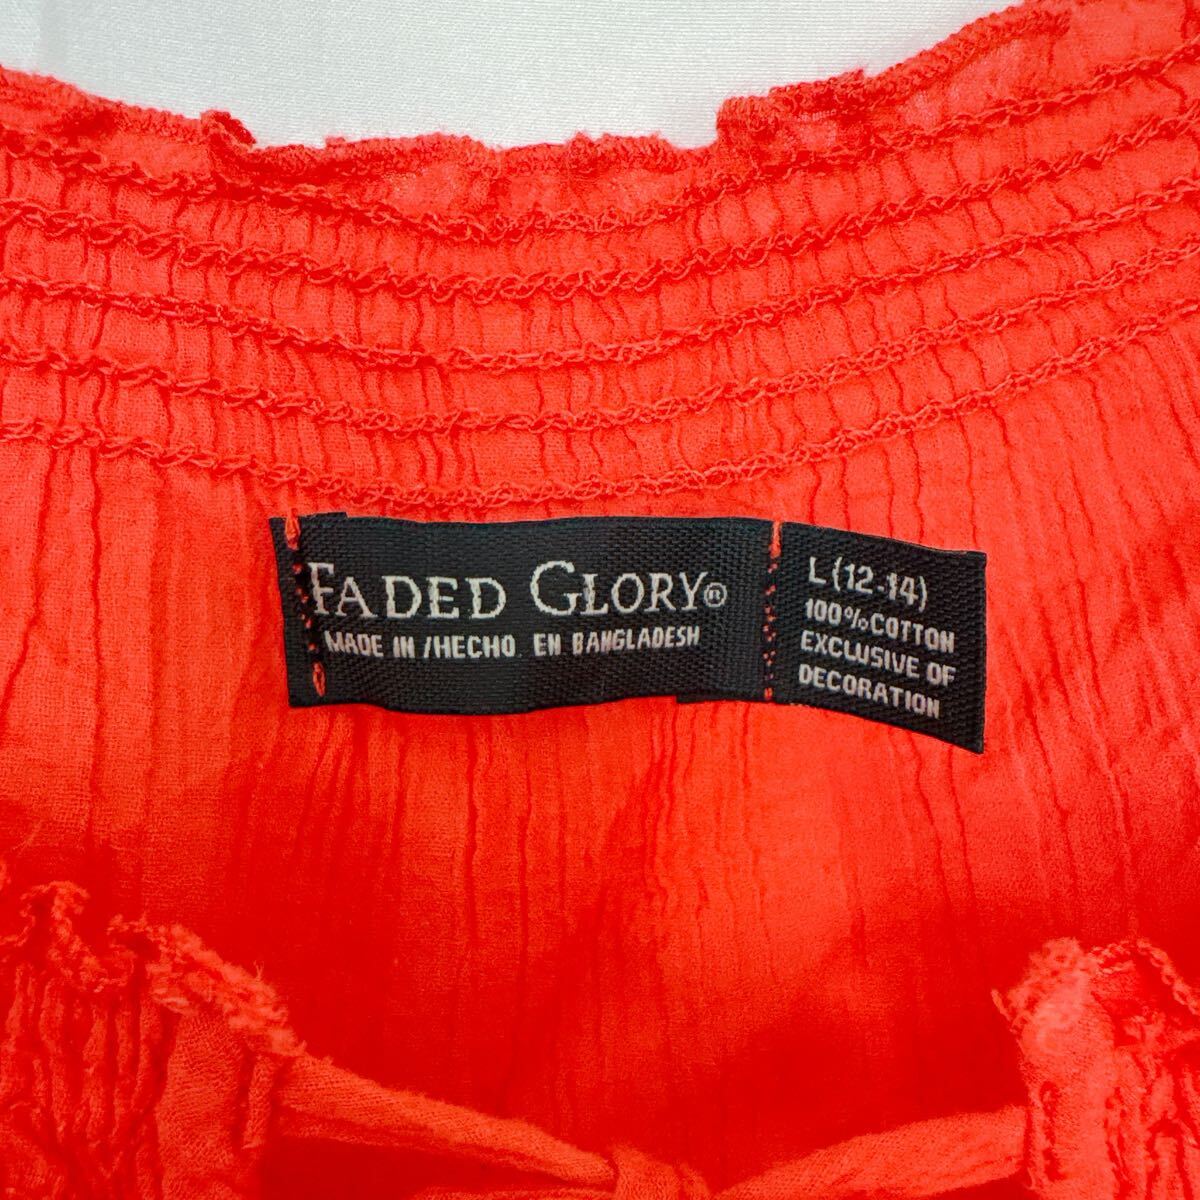 FADED GLORY®
MADE IN /HECHO EN BANGLADESH
L (12-14)
100% COTTON
EXCLUSIVE OF
DECORATION